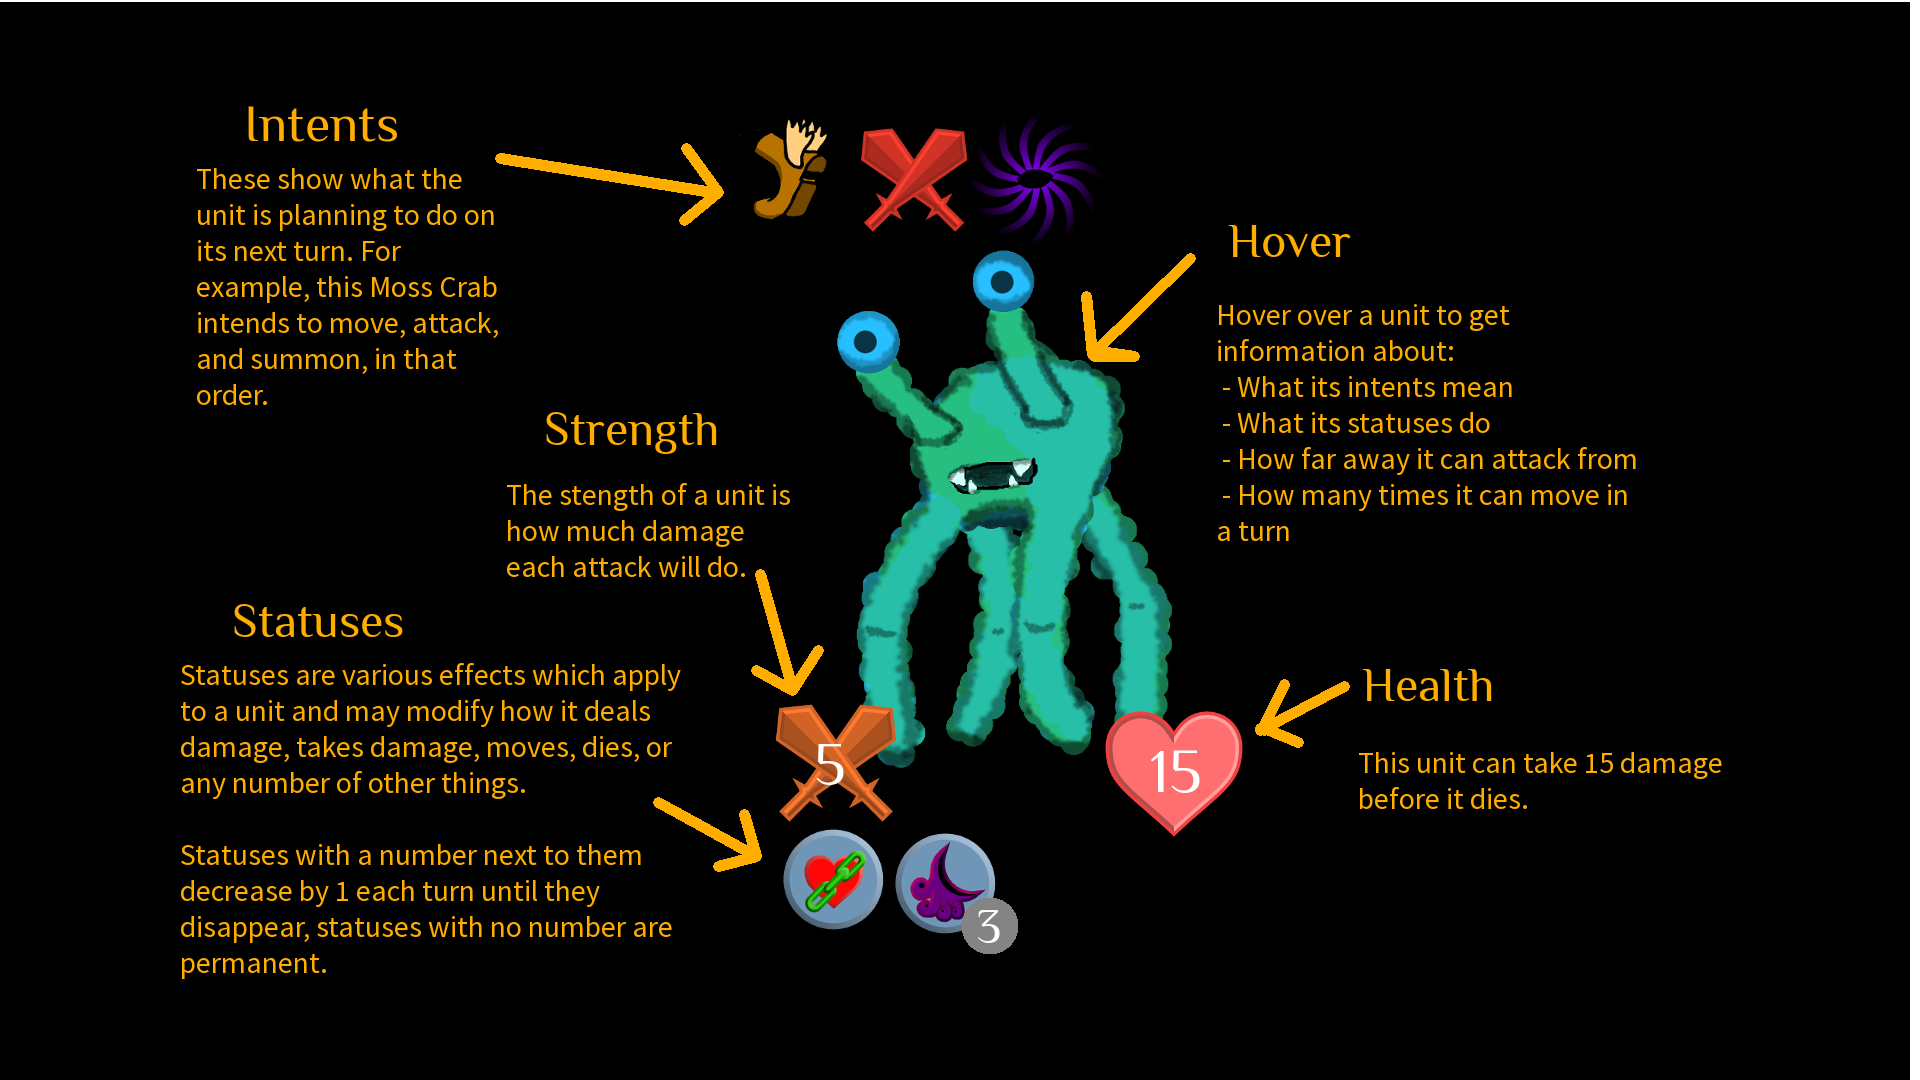 Intents
These show what the
unit is planning to do on
its next turn. For
example, this Moss Crab
intends to move, attack,
and summon, in that
order.
Hover
Hover over a unit to get
information about:
- What its intents mean
- What its statuses do
- How far away it can attack from
- How many times it can move in
a turn
Strength
The stength of a unit is
how much damage
each attack will do.
Statuses
Statuses are various effects which apply
to a unit and may modify how it deals
damage, takes damage, moves, dies, or
any number of other things.
Statuses with a number next to them
decrease by 1 each turn until they
disappear, statuses with no number are
permanent.
5
15
3
Health
This unit can take 15 damage
before it dies.